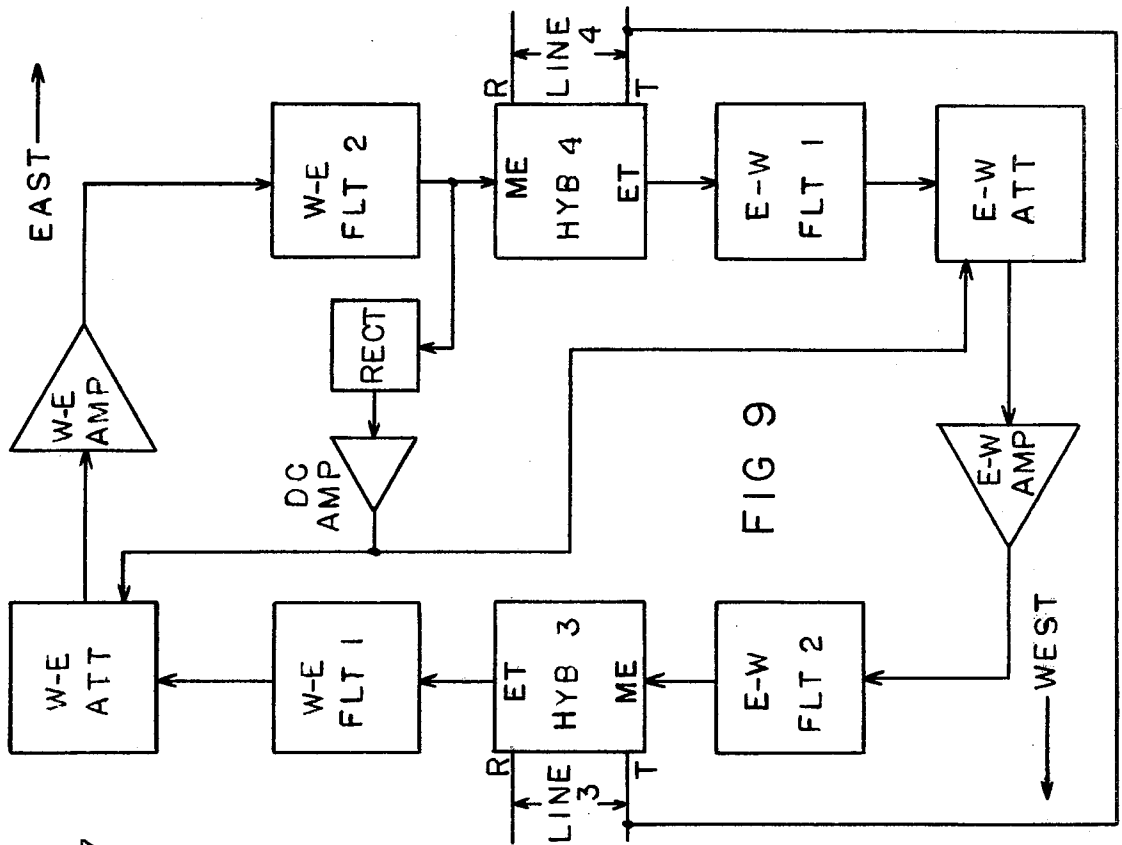 EAST
W-E
AMP
W-E
ATT
W-E
FLT 2
RECT
DC
AMP
W-E
FLT 1
R
LINE
4
T
ME
HYB 4
ET
R
LINE
3
T
ET
HYB 3
ME
E-W
FLT 1
FIG 9
E-W
FLT 2
E-W
ATT
E-W
AMP
WEST